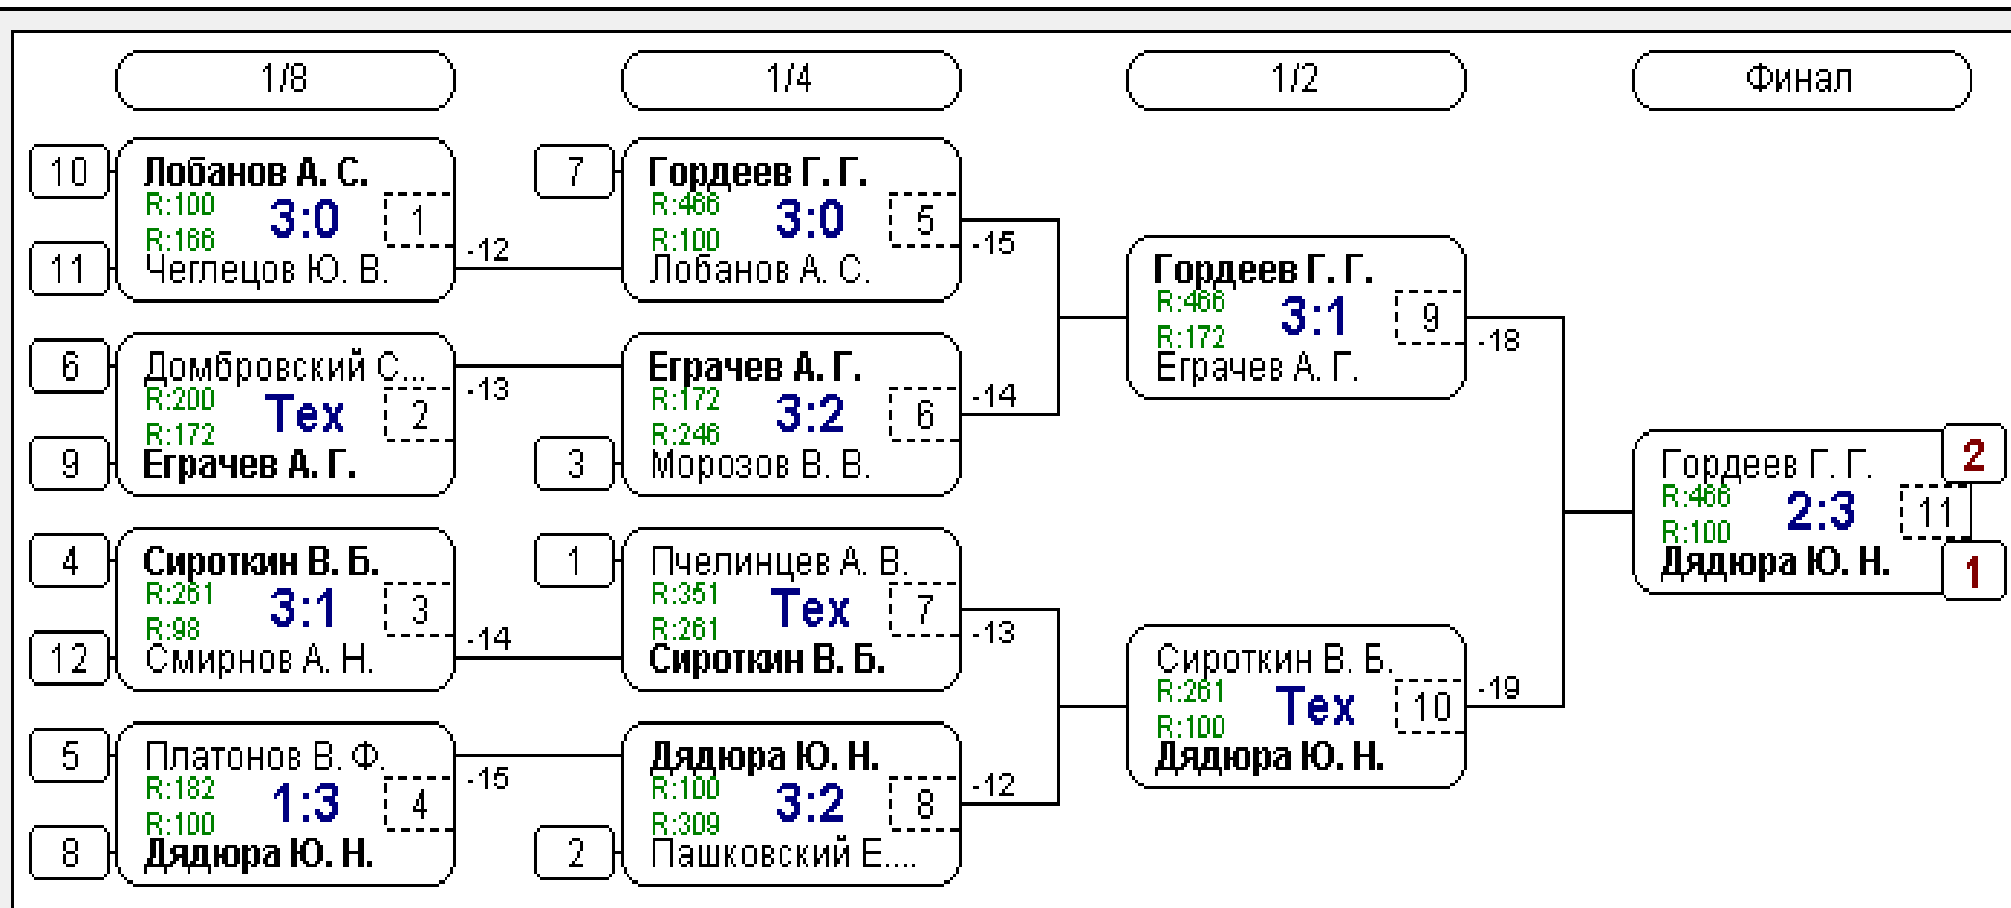 1/8
1/4
1/2
Финал
10
Лобанов А. С.
R:100
3:0
1
R:166
11
Чеглецов Ю. В.
-12
6
Домбровский С...
R:200
Тех
2
R:172
9
Еграчев А. Г.
-13
4
Сироткин В. Б.
R:261
3:1
3
R:98
12
Смирнов А. Н.
-14
5
Платонов В. Ф.
R:182
1:3
4
R:100
8
Дядюра Ю. Н.
-15
7
Гордеев Г. Г.
R:466
3:0
5
R:100
Лобанов А. С.
-15
Еграчев А. Г.
R:172
3:2
6
R:246
3
Морозов В. В.
-14
1
Пчелинцев А. В.
R:351
Тех
7
R:261
Сироткин В. Б.
-13
Дядюра Ю. Н.
R:100
3:2
8
R:309
2
Пашковский Е....
-12
Гордеев Г. Г.
R:466
3:1
9
R:172
Еграчев А. Г.
-18
Сироткин В. Б.
R:261
Тех
10
R:100
Дядюра Ю. Н.
-19
Гордеев Г. Г.
2
R:466
2:3
11
R:100
Дядюра Ю. Н.
1